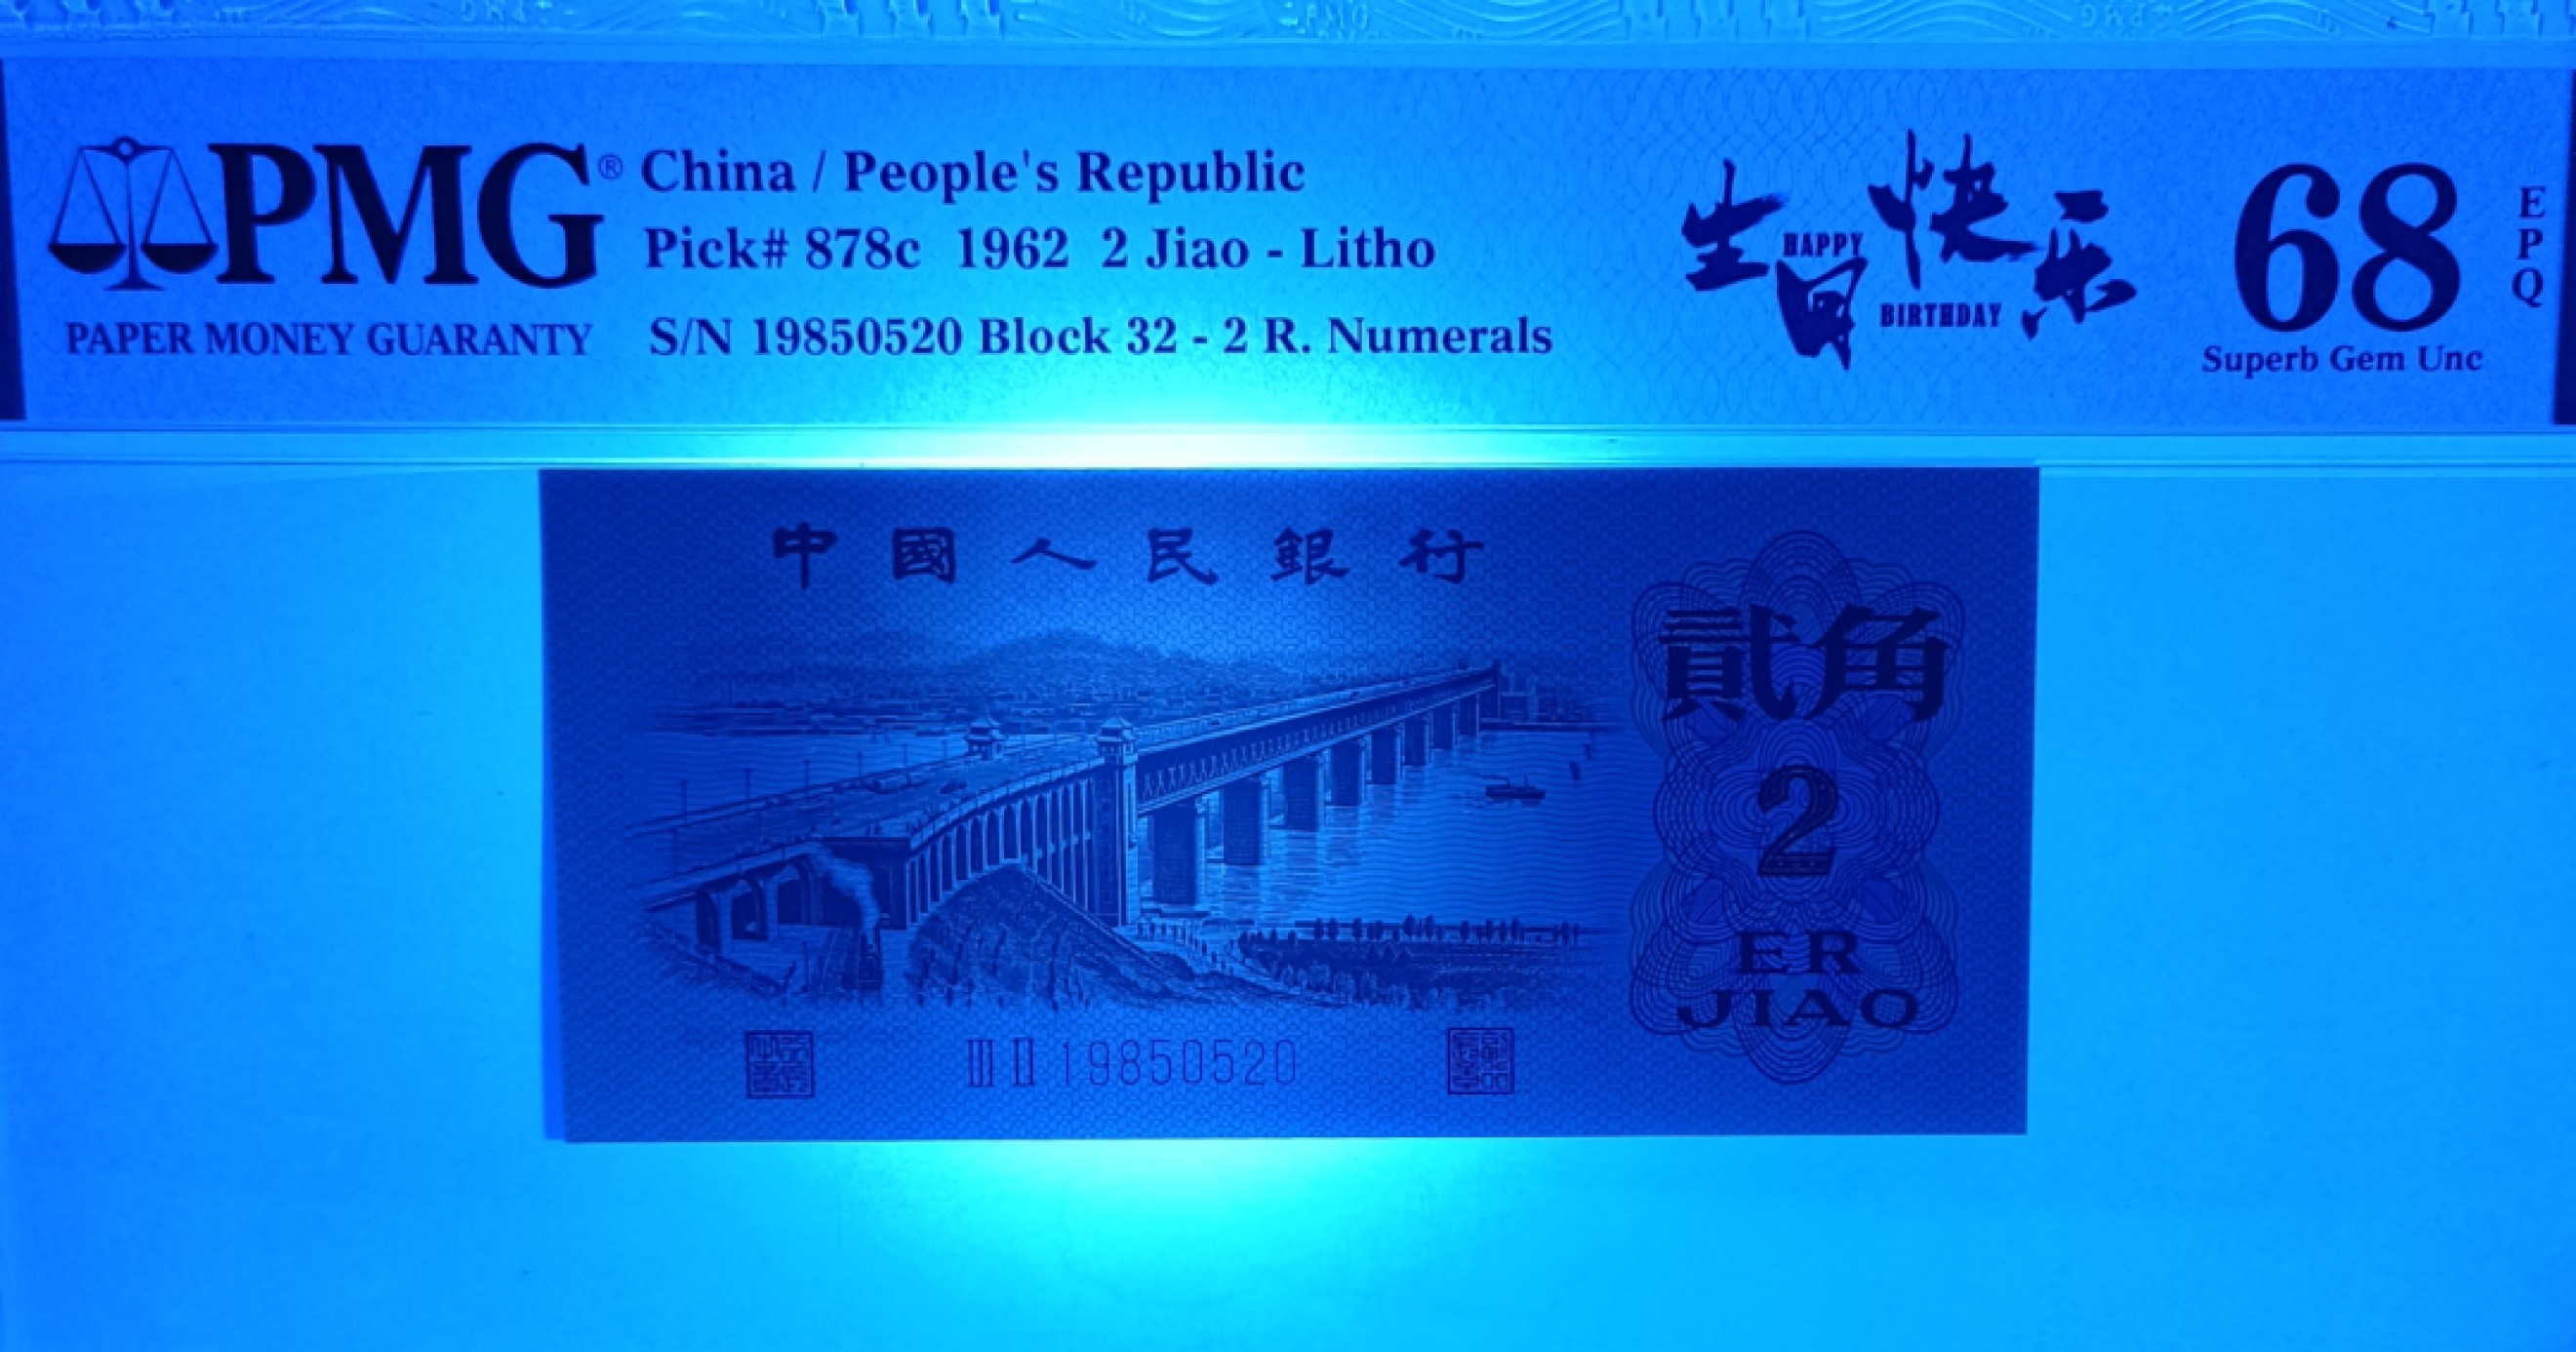 PMG®
PAPER MONEY GUARANTY
China / People's Republic
Pick# 878c 1962 2 Jiao - Litho
S/N 19850520 Block 32 - 2 R. Numerals
生日快乐
HAPPY
BIRTHDAY
68
EPQ
Superb Gem Unc
中國人民銀行
貳角
2
ER
JIAO
III II 19850520